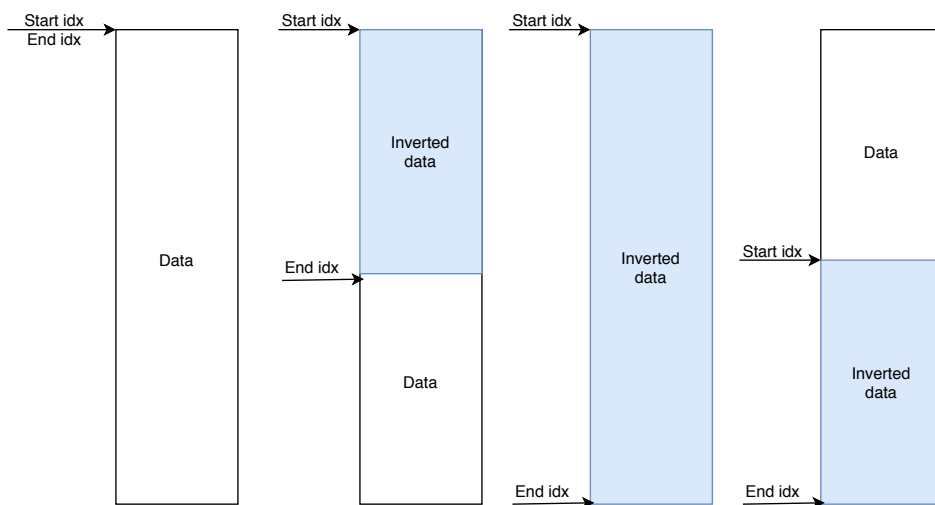 Start idx
End idx
Data
Start idx
Inverted
data
End idx
Data
Start idx
Inverted
data
End idx
Data
Start idx
Inverted
data
End idx